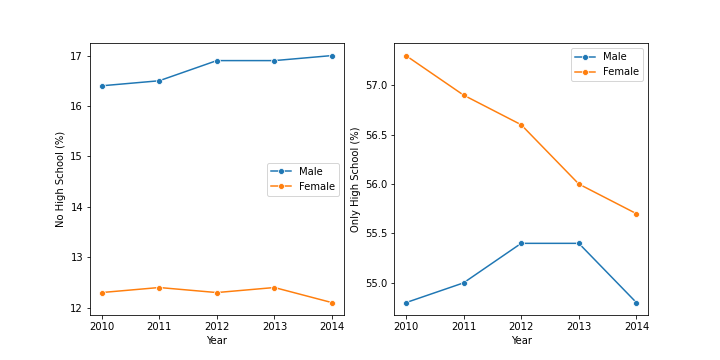 17
16
15
14
13
12
No High School (%)
2010 2011 2012 2013 2014
Year
Male
Female
57.0
56.5
56.0
55.5
55.0
Only High School (%)
2010 2011 2012 2013 2014
Year
Male
Female